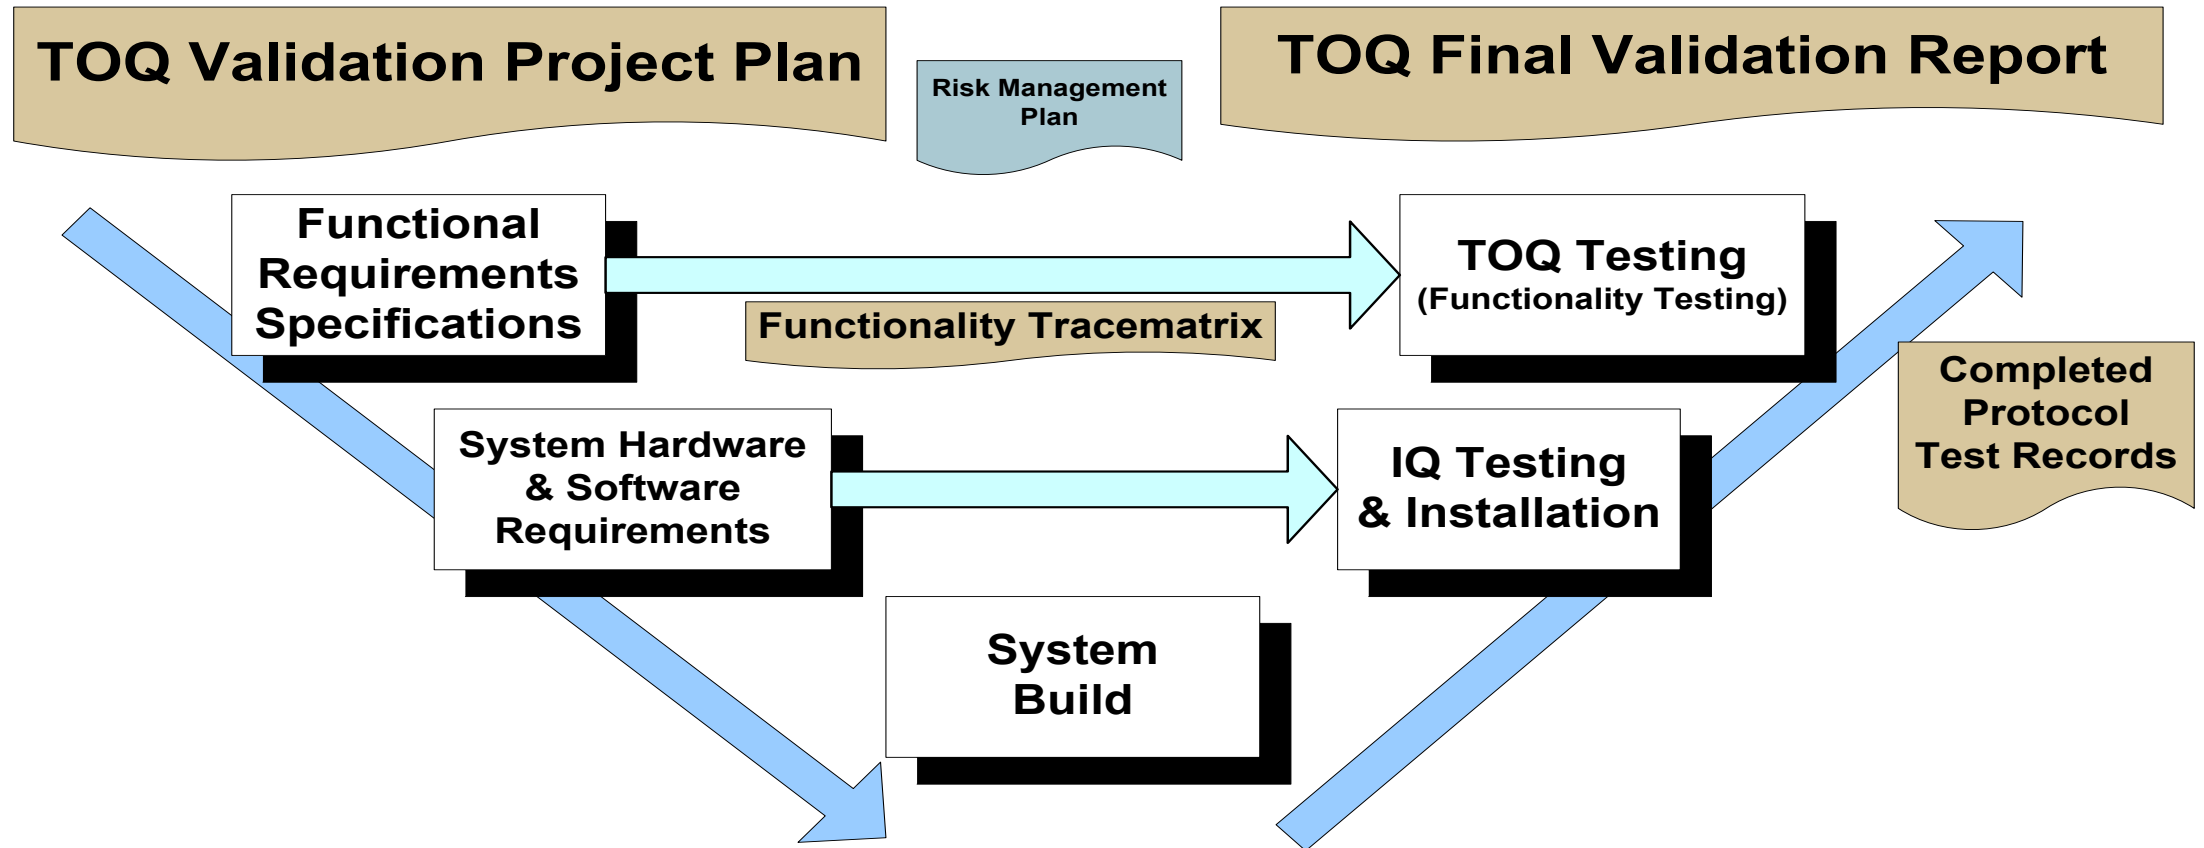 TOQ Validation Project Plan
Risk Management
Plan
TOQ Final Validation Report
Functional
Requirements
Specifications
TOQ Testing
(Functionality Testing)
Functionality Tracematrix
Completed
Protocol
Test Records
System Hardware
& Software
Requirements
IQ Testing
& Installation
System
Build